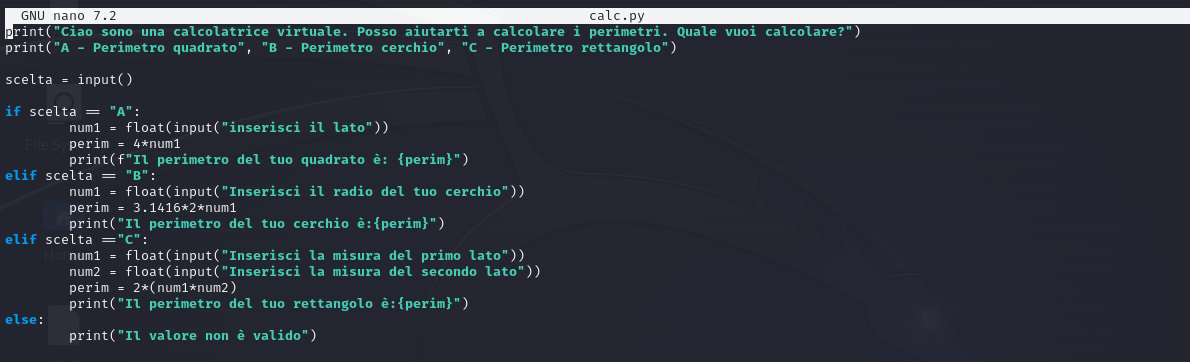 GNU nano 7.2 calc.py
print("Ciao sono una calcolatrice virtuale. Posso aiutarti a calcolare i perimetri. Quale vuoi calcolare?")
print("A - Perimetro quadrato", "B - Perimetro cerchio", "C - Perimetro rettangolo")
scelta = input()
if scelta == "A":
num1 = float(input("inserisci il lato"))
perim = 4*num1
print(f"Il perimetro del tuo quadrato è: {perim}")
elif scelta == "B":
num1 = float(input("Inserisci il radio del tuo cerchio"))
perim = 3.1416*2*num1
print("Il perimetro del tuo cerchio è:{perim}")
elif scelta =="C":
num1 = float(input("Inserisci la misura del primo lato"))
num2 = float(input("Inserisci la misura del secondo lato"))
perim = 2*(num1*num2)
print("Il perimetro del tuo rettangolo è:{perim}")
else:
print("Il valore non è valido")